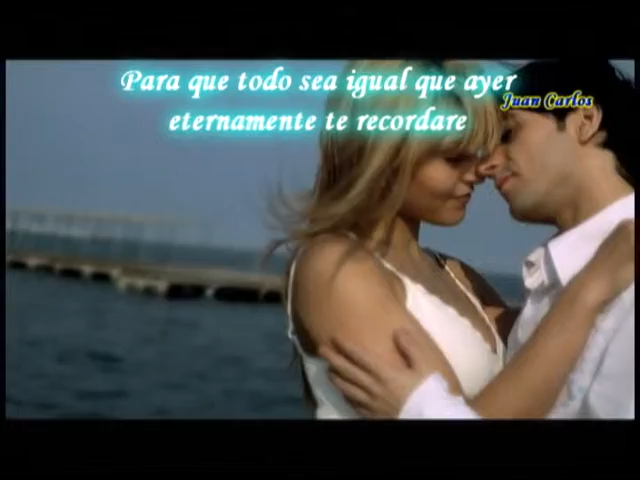 Para que todo sea igual que ayer
Juan Carlos
eternamente te recordare